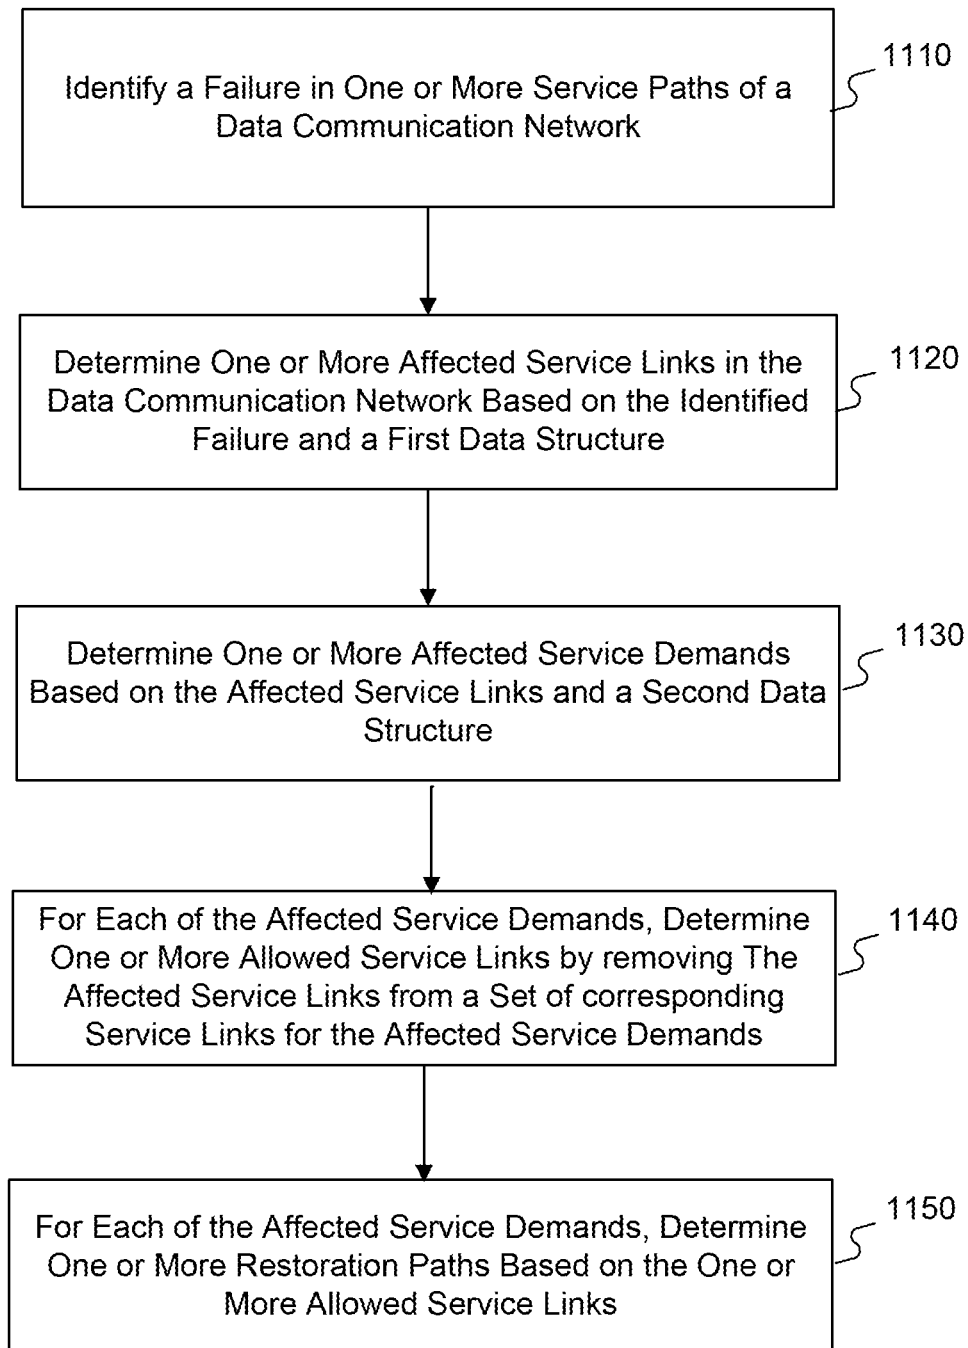 Identify a Failure in One or More Service Paths of a
Data Communication Network
1110
Determine One or More Affected Service Links in the
Data Communication Network Based on the Identified
Failure and a First Data Structure
1120
Determine One or More Affected Service Demands
Based on the Affected Service Links and a Second Data
Structure
1130
For Each of the Affected Service Demands, Determine
One or More Allowed Service Links by removing The
Affected Service Links from a Set of corresponding
Service Links for the Affected Service Demands
1140
For Each of the Affected Service Demands, Determine
One or More Restoration Paths Based on the One or
More Allowed Service Links
1150